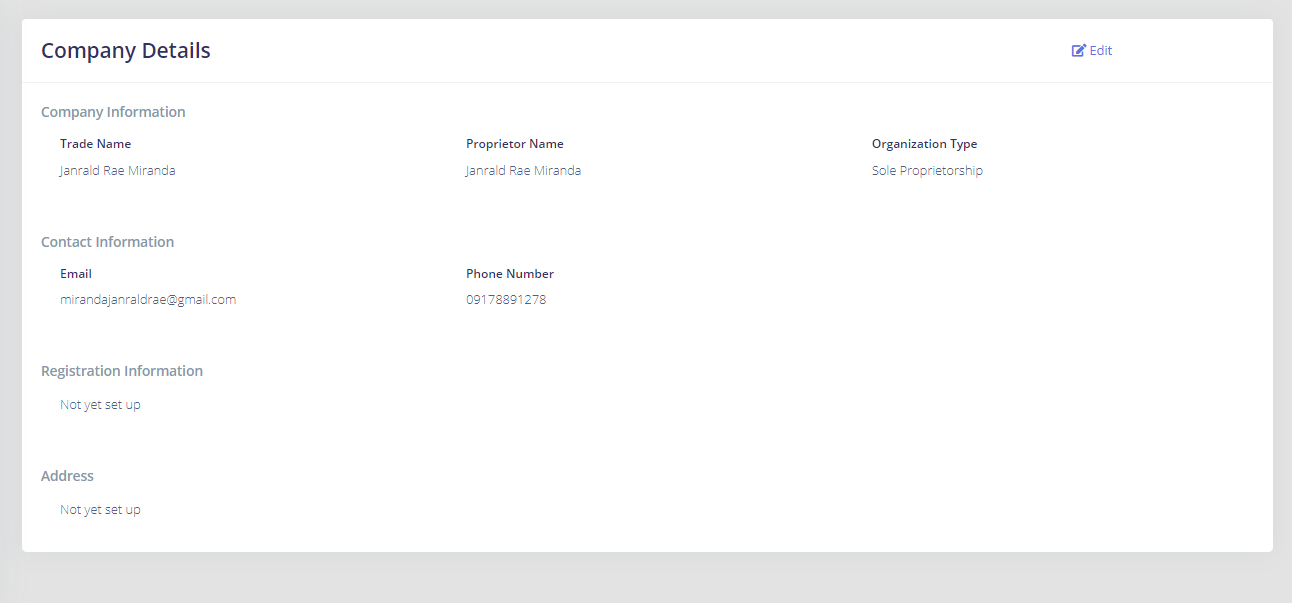 Company Details
Edit
Company Information
Trade Name
Proprietor Name
Organization Type
Janrald Rae Miranda
Janrald Rae Miranda
Sole Proprietorship
Contact Information
Email
Phone Number
mirandajanraldrae@gmail.com
09178891278
Registration Information
Not yet set up
Address
Not yet set up